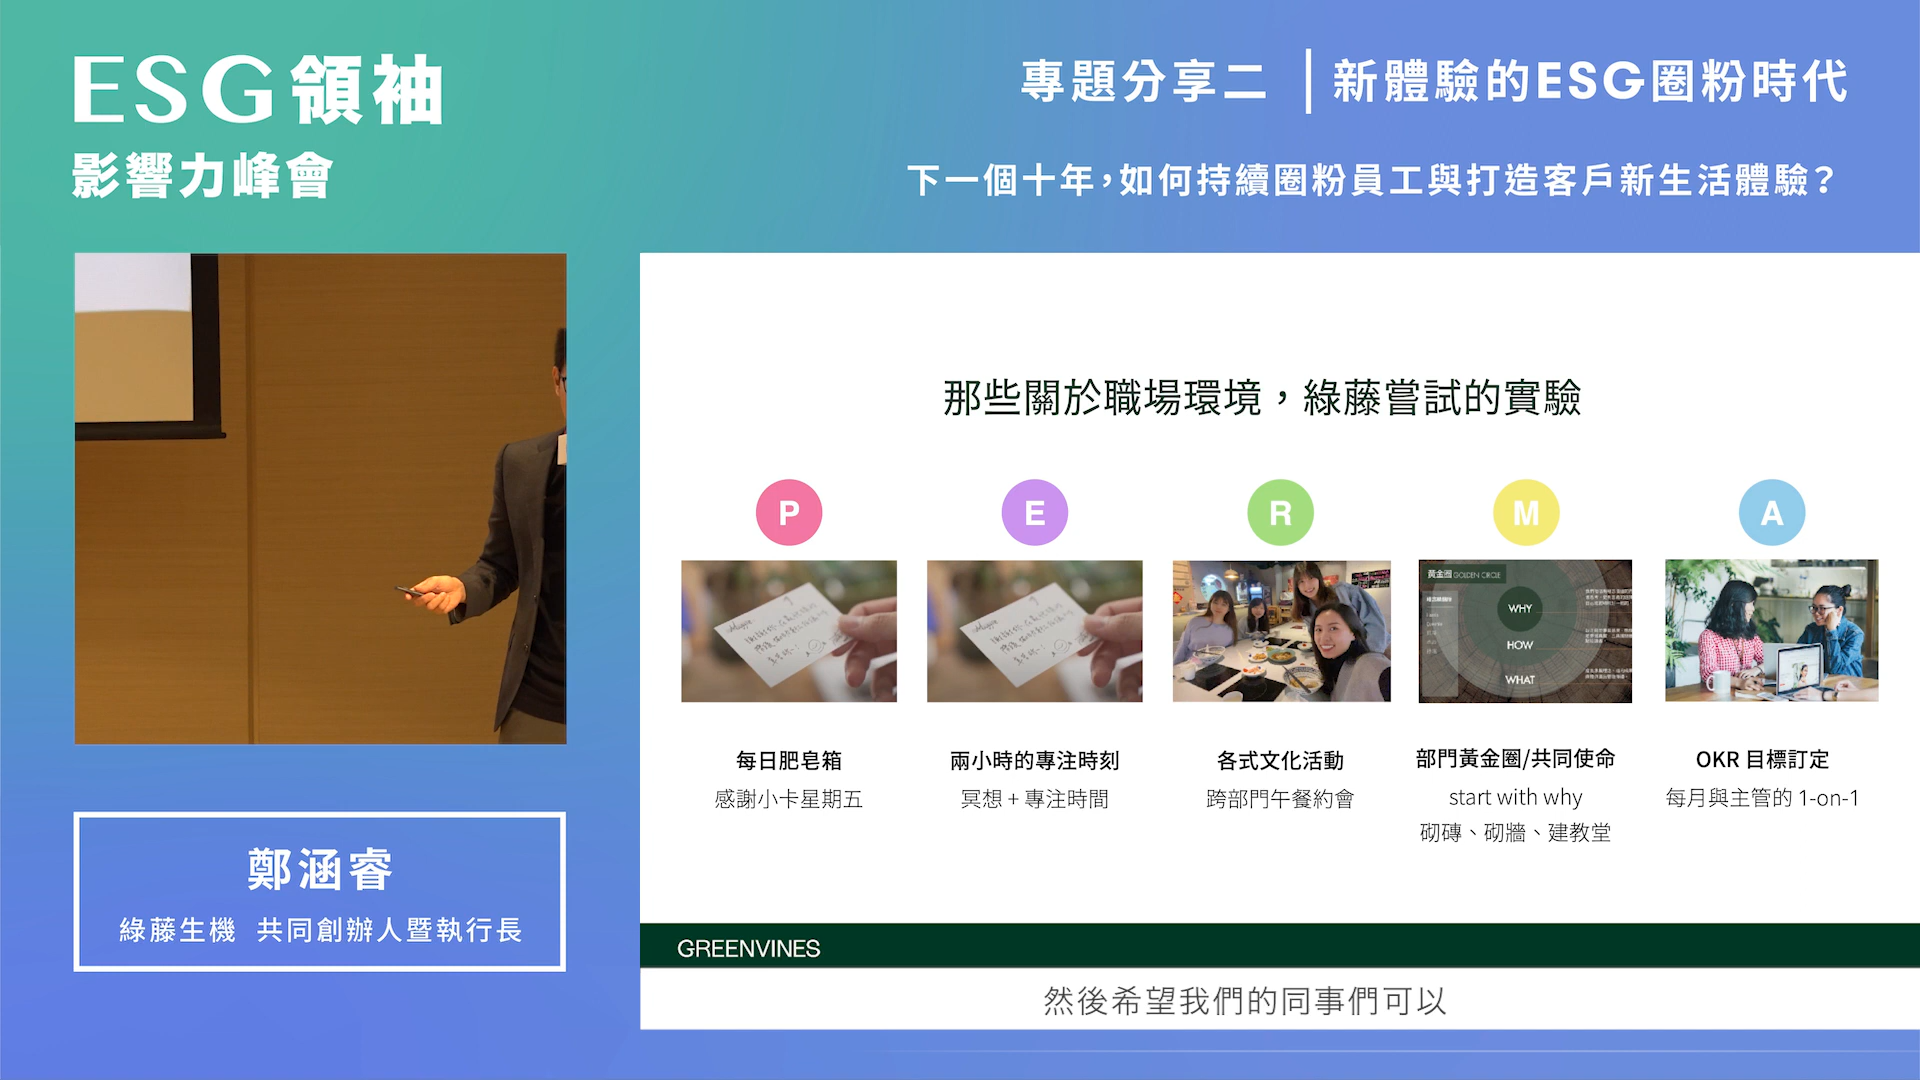 ESG領袖
影響力峰會
專題分享二 | 新體驗的ESG圈粉時代
下一個十年,如何持續圈粉員工與打造客戶新生活體驗?
那些關於職場環境,綠藤嘗試的實驗
P
E
R
M
A
黃金圈 GOLDEN CIRCLE
WHY
HOW
WHAT
每日肥皂箱
感謝小卡星期五
兩小時的專注時刻
冥想 + 專注時間
各式文化活動
跨部門午餐約會
部門黃金圈/共同使命
start with why
砌磚、砌牆、建教堂
OKR 目標訂定
每月與主管的 1-on-1
鄭涵睿
綠藤生機 共同創辦人暨執行長
GREENVINES
然後希望我們的同事們可以